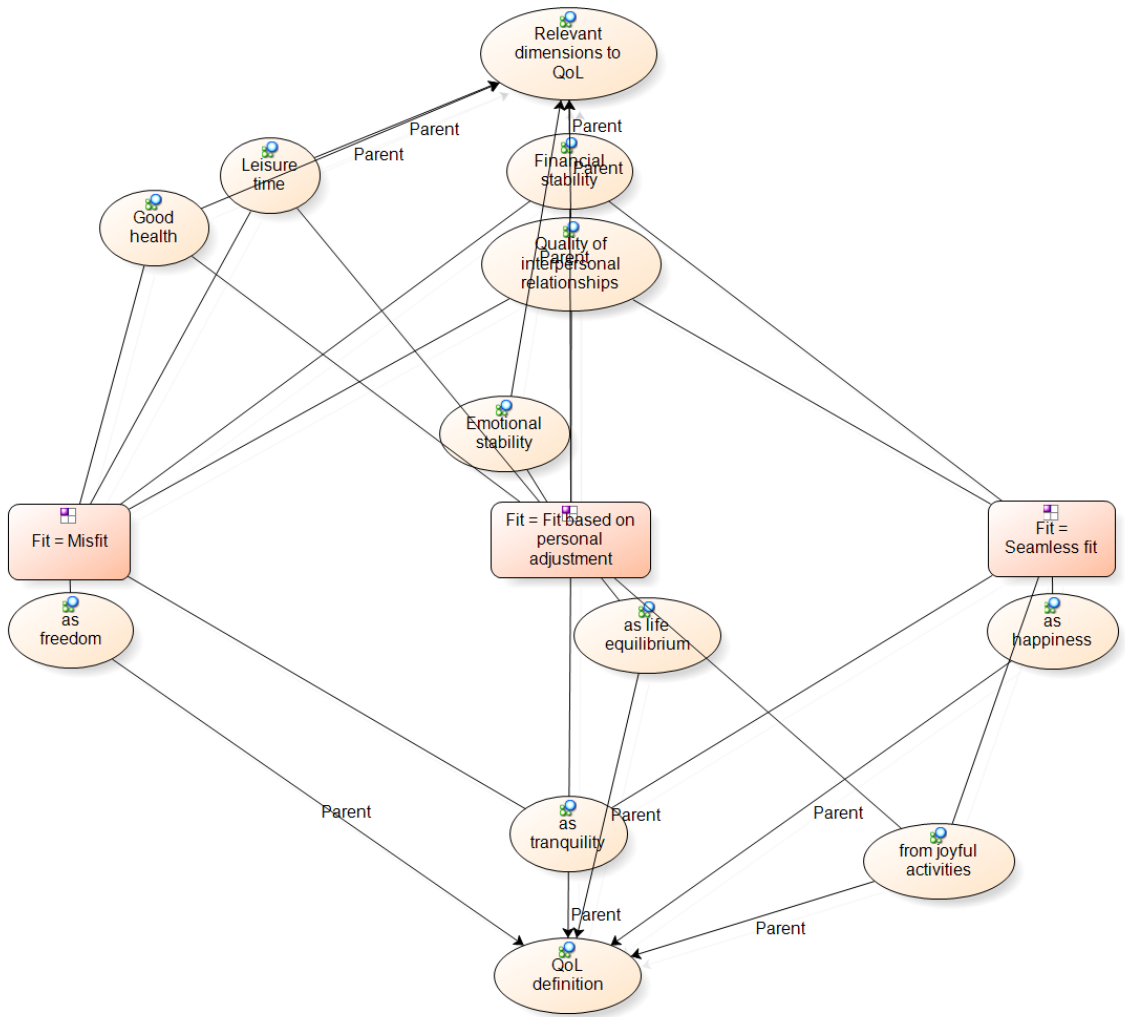 Relevant
dimensions to
QoL
Parent
Parent
Parent
Leisure
time
Financial
stability
Parent
Good
health
Quality of
interpersonal
relationships
Parent
Emotional
stability
Fit = Misfit
Fit = Fit based on
personal
adjustment
Fit =
Seamless fit
as
freedom
as life
equilibrium
as
happiness
Parent
Parent
Parent
as
tranquility
from joyful
activities
Parent
Parent
QoL
definition